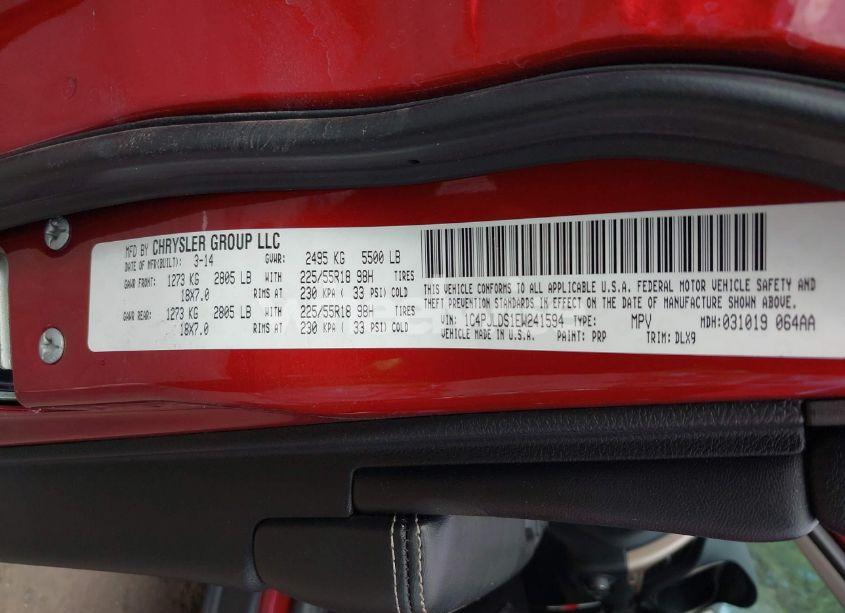 MFD BY CHRYSLER GROUP LLC
DATE OF MFR(BUILT): 3-14 GVWR: 2495 KG 5500 LB
GAWR FRONT: 1273 KG 2805 LB WITH 225/55R18 98H TIRES
18X7.0 RIMS AT 230 KPA ( 33 PSI) COLD
GAWR REAR: 1273 KG 2805 LB WITH 225/55R18 98H TIRES
18X7.0 RIMS AT 230 KPA ( 33 PSI) COLD
THIS VEHICLE CONFORMS TO ALL APPLICABLE U.S.A. FEDERAL MOTOR VEHICLE SAFETY AND
THEFT PREVENTION STANDARDS IN EFFECT ON THE DATE OF MANUFACTURE SHOWN ABOVE.
VIN: 1C4PJLDS1EW241594 TYPE: MPV MDH: 031019 064AA
VEHICLE MADE IN U.S.A. PAINT: PRP TRIM: DLX9